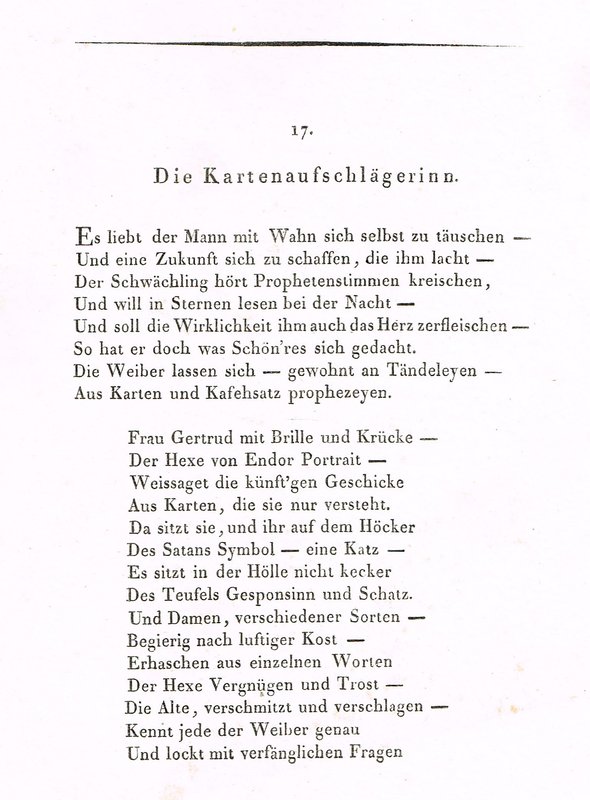 17.
Die Kartenaufschlägerinn.
Es liebt der Mann mit Wahn sich selbst zu täuschen —
Und eine Zukunft sich zu schaffen, die ihm lacht —
Der Schwächling hört Prophetenstimmen kreischen,
Und will in Sternen lesen bei der Nacht —
Und soll die Wirklichkeit ihm auch das Herz zerfleischen —
So hat er doch was Schön'res sich gedacht.
Die Weiber lassen sich — gewohnt an Tändeleyen —
Aus Karten und Kafehsatz prophezeyen.
Frau Gertrud mit Brille und Krücke —
Der Hexe von Endor Portrait —
Weissaget die künft'gen Geschicke
Aus Karten, die sie nur versteht.
Da sitzt sie, und ihr auf dem Höcker
Des Satans Symbol — eine Katz —
Es sitzt in der Hölle nicht kecker
Des Teufels Gesponsinn und Schatz.
Und Damen, verschiedener Sorten —
Begierig nach luftiger Kost —
Erhaschen aus einzelnen Worten
Der Hexe Vergnügen und Trost —
Die Alte, verschmitzt und verschlagen —
Kennt jede der Weiber genau
Und lockt mit verfänglichen Fragen